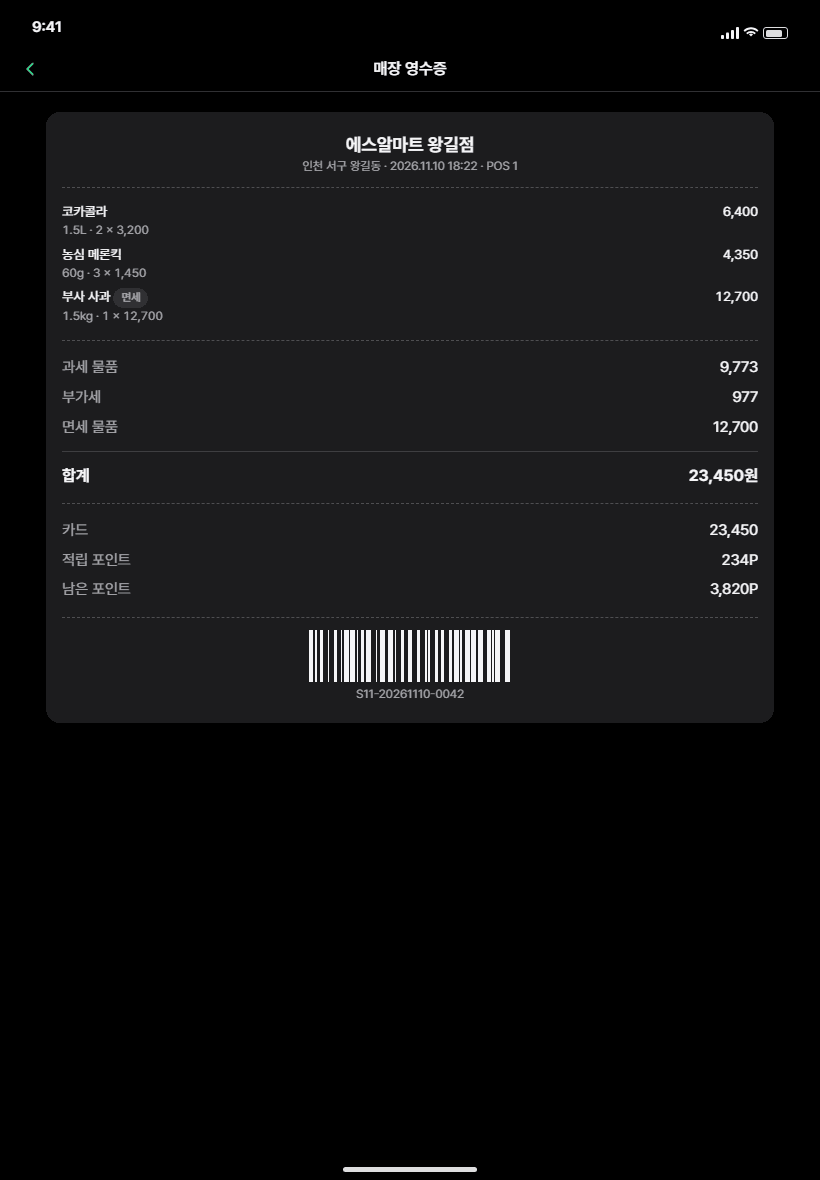 9:41
매장 영수증
에스알마트 왕길점
인천 서구 왕길동 · 2026.11.10 18:22 · POS 1
코카콜라 6,400
1.5L · 2 × 3,200
농심 메론킥 4,350
60g · 3 × 1,450
부사 사과 면세 12,700
1.5kg · 1 × 12,700
과세 물품 9,773
부가세 977
면세 물품 12,700
합계 23,450원
카드 23,450
적립 포인트 234P
남은 포인트 3,820P
S11-20261110-0042